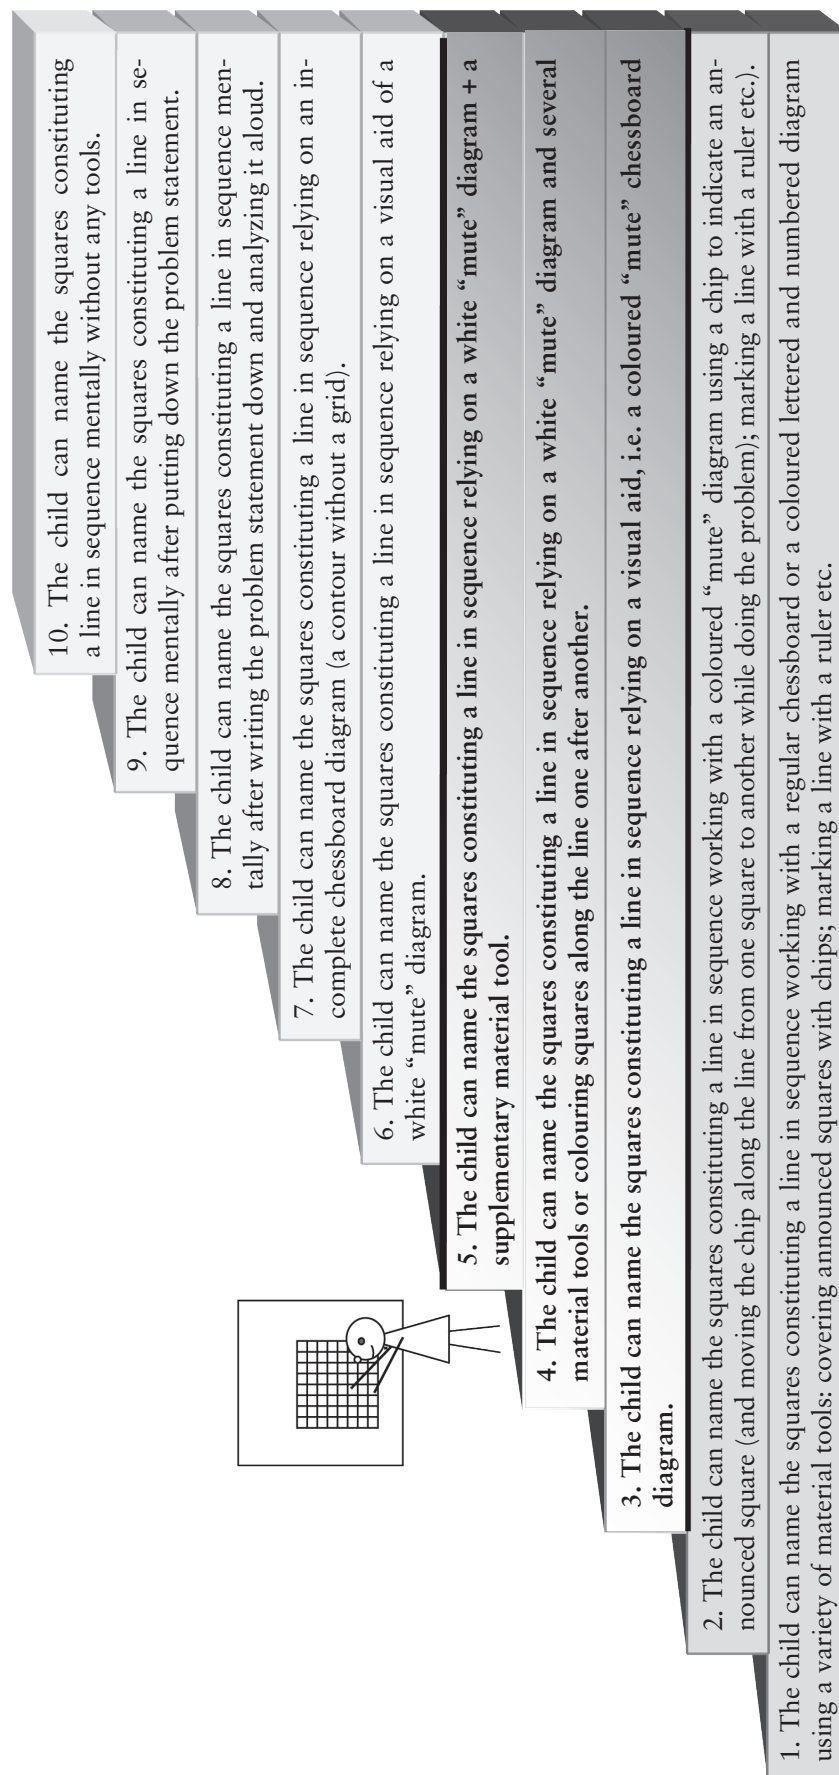 10. The child can name the squares constituting
a line in sequence mentally without any tools.
9. The child can name the squares constituting a line in se-
quence mentally after putting down the problem statement.
8. The child can name the squares constituting a line in sequence men-
tally after writing the problem statement down and analyzing it aloud.
7. The child can name the squares constituting a line in sequence relying on an in-
complete chessboard diagram (a contour without a grid).
6. The child can name the squares constituting a line in sequence relying on a visual aid of a
white “mute” diagram.
5. The child can name the squares constituting a line in sequence relying on a white “mute” diagram + a
supplementary material tool.
4. The child can name the squares constituting a line in sequence relying on a white “mute” diagram and several
material tools or colouring squares along the line one after another.
3. The child can name the squares constituting a line in sequence relying on a visual aid, i.e. a coloured “mute” chessboard
diagram.
2. The child can name the squares constituting a line in sequence working with a coloured “mute” diagram using a chip to indicate an an-
nounced square (and moving the chip along the line from one square to another while doing the problem); marking a line with a ruler etc.).
1. The child can name the squares constituting a line in sequence working with a regular chessboard or a coloured lettered and numbered diagram
using a variety of material tools: covering announced squares with chips; marking a line with a ruler etc.